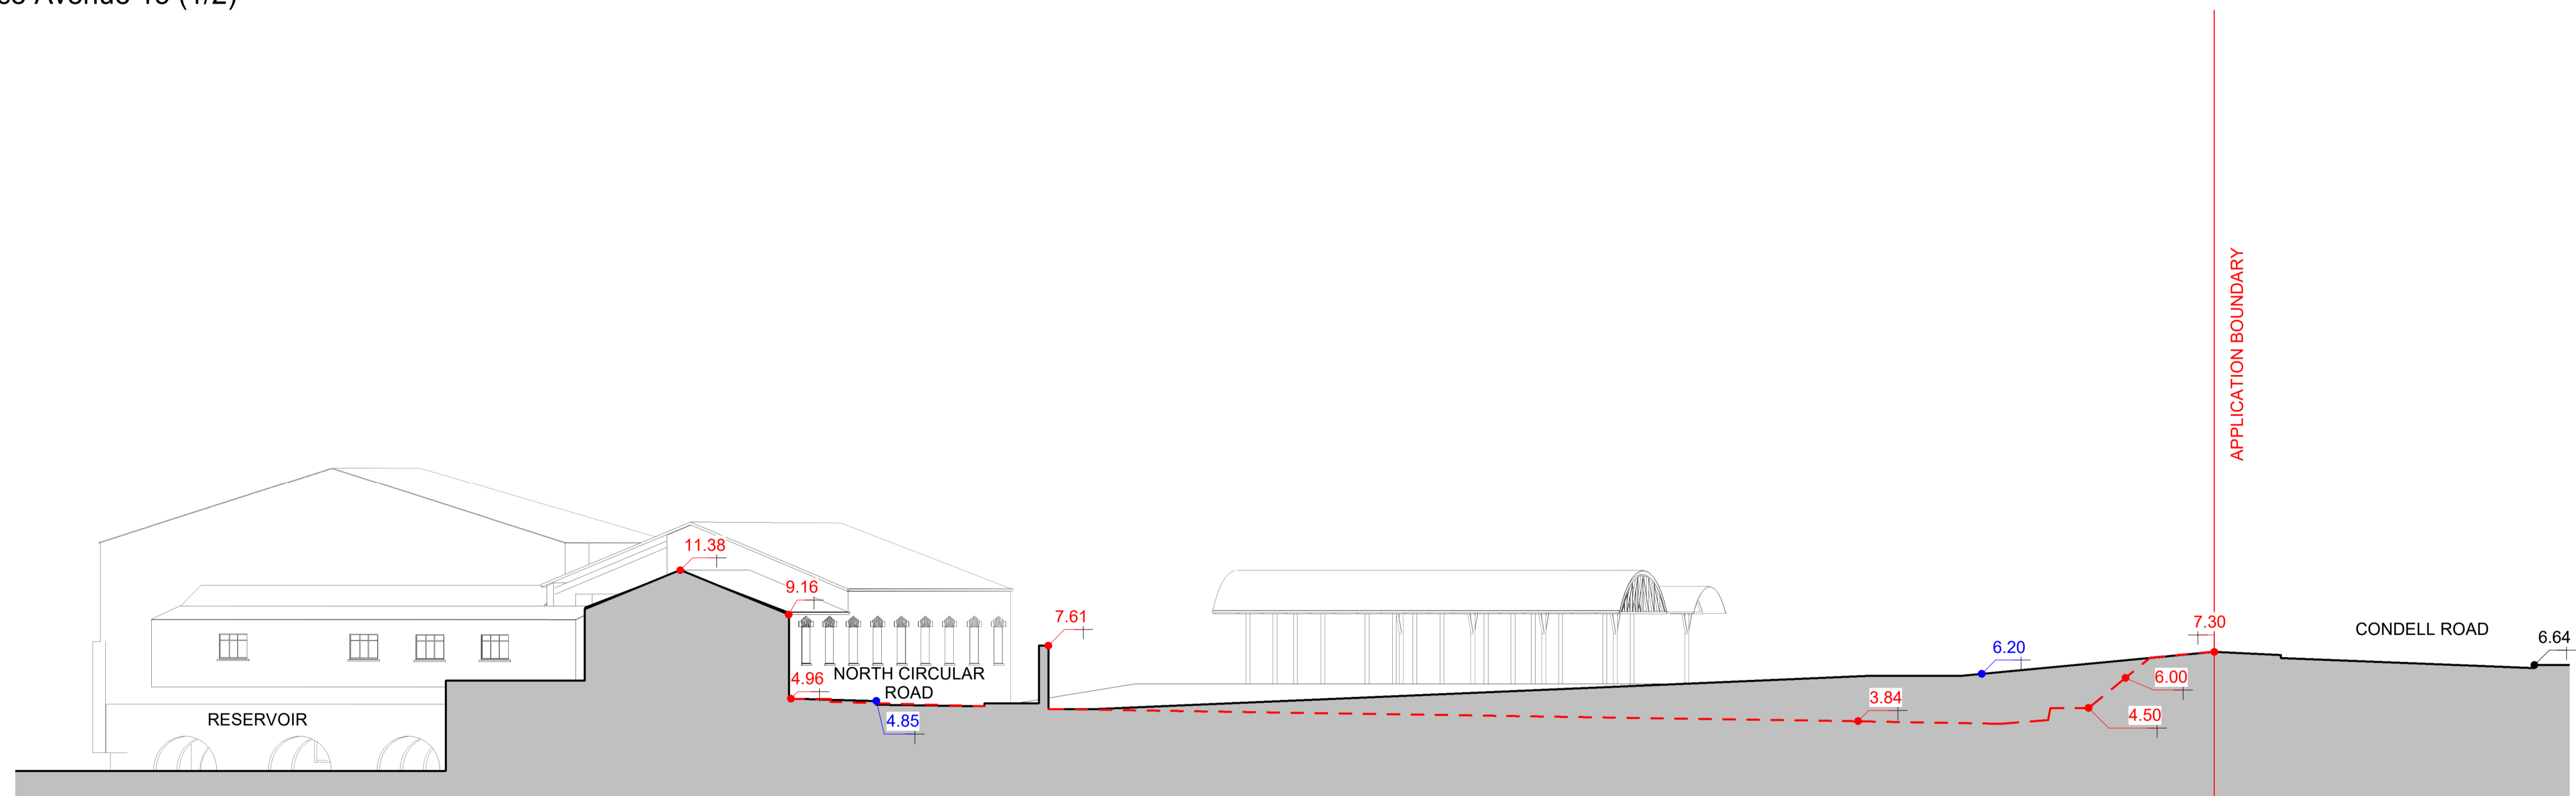 Avenue
11.38
9.16
7.61
4.96
NORTH CIRCULAR
ROAD
4.85
RESERVOIR
6.20
3.84
4.50
6.00
7.30
APPLICATION BOUNDARY
CONDELL ROAD
6.64